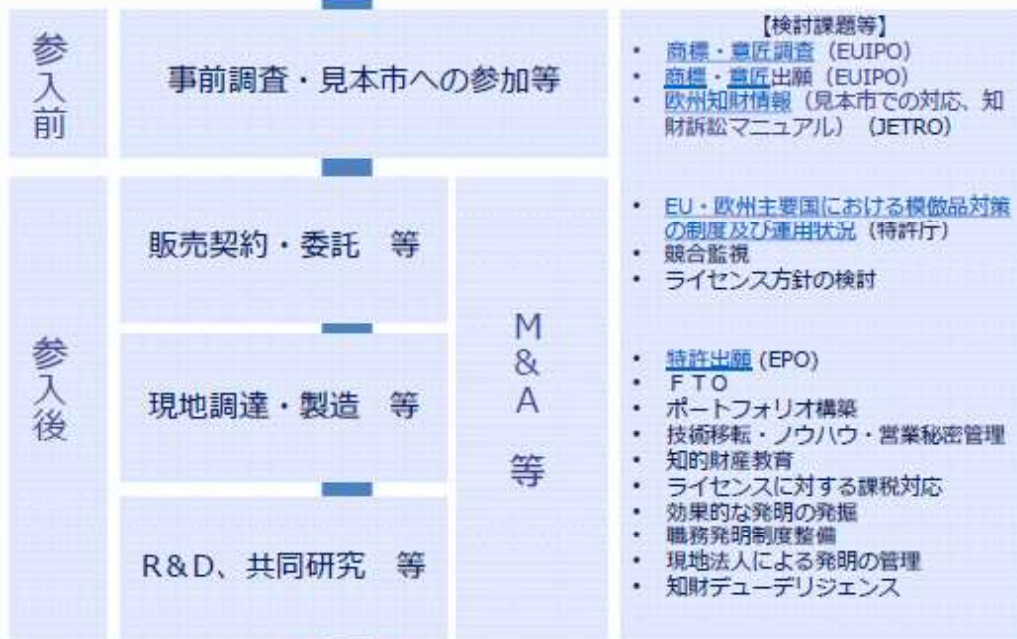 参入前
事前調査・見本市への参加等
【検討課題等】
• 商標・意匠調査（EUIPO）
• 商標・意匠出願（EUIPO）
• 欧州知財情報（見本市での対応、知
財訴訟マニュアル）（JETRO）
参入後
販売契約・委託　等
現地調達・製造　等
R&D、共同研究　等
M&A　等
• EU・欧州主要国における模倣品対策
の制度及び運用状況（特許庁）
• 競合監視
• ライセンス方針の検討
• 特許出願 (EPO)
• ＦＴＯ
• ポートフォリオ構築
• 技術移転・ノウハウ・営業秘密管理
• 知的財産教育
• ライセンスに対する課税対応
• 効果的な発明の発掘
• 職務発明制度整備
• 現地法人による発明の管理
• 知財デューデリジェンス